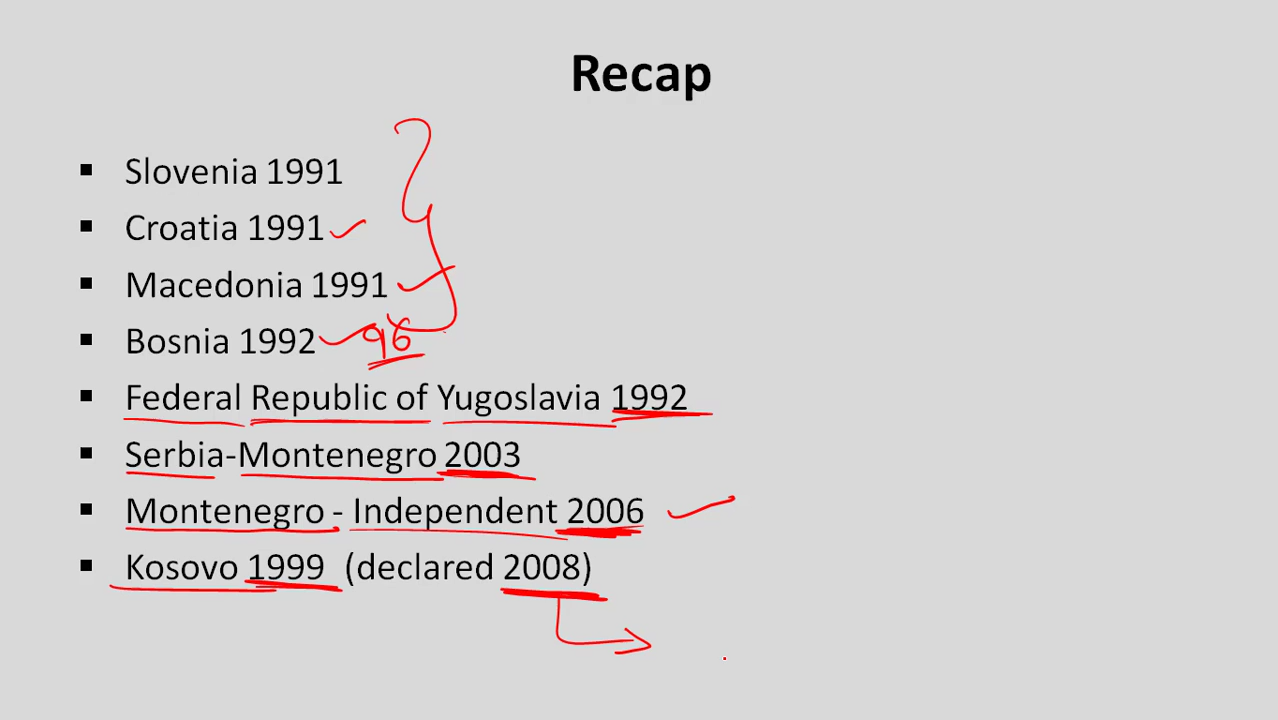 Recap
▪ Slovenia 1991
▪ Croatia 1991
▪ Macedonia 1991
▪ Bosnia 1992 96
▪ Federal Republic of Yugoslavia 1992
▪ Serbia-Montenegro 2003
▪ Montenegro - Independent 2006
▪ Kosovo 1999 (declared 2008)